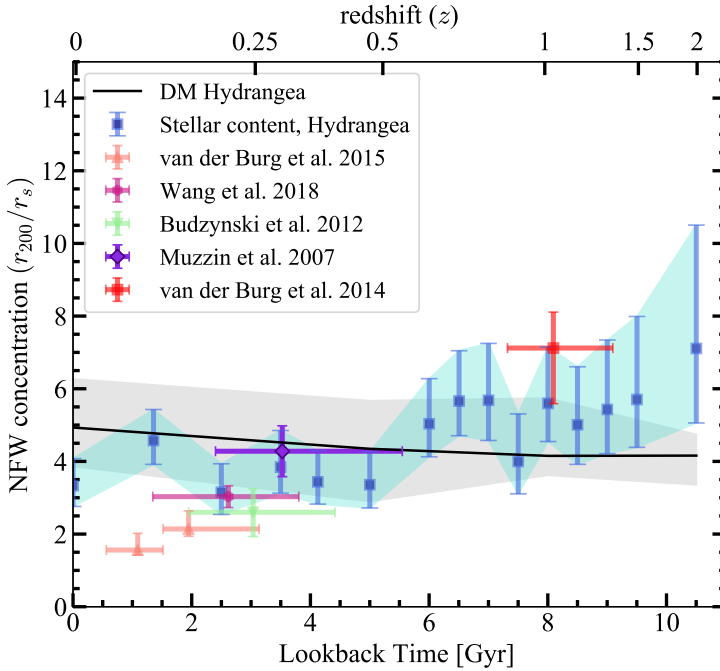 redshift (z)
0 0.25 0.5 1 1.5 2
14
12
10
8
6
4
2
0
NFW concentration (r200/rs)
DM Hydrangea
Stellar content, Hydrangea
van der Burg et al. 2015
Wang et al. 2018
Budzynski et al. 2012
Muzzin et al. 2007
van der Burg et al. 2014
0 2 4 6 8 10
Lookback Time [Gyr]